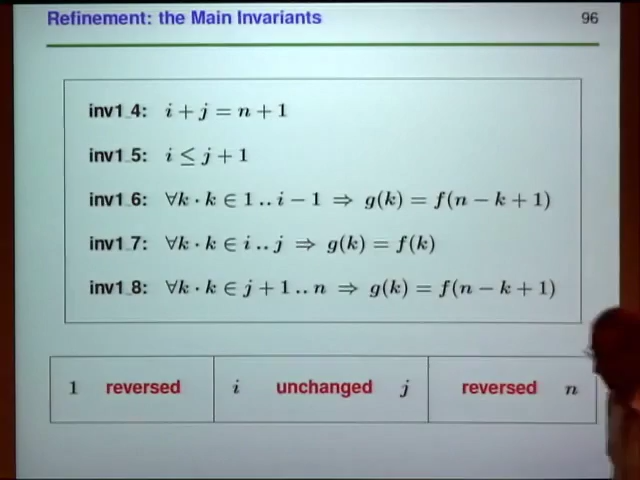 Refinement: the Main Invariants 96
inv1_4: i + j = n + 1
inv1_5: i ≤ j + 1
inv1_6: ∀k · k ∈ 1 .. i − 1 ⇒ g(k) = f(n − k + 1)
inv1_7: ∀k · k ∈ i .. j ⇒ g(k) = f(k)
inv1_8: ∀k · k ∈ j + 1 .. n ⇒ g(k) = f(n − k + 1)
1 reversed i unchanged j reversed n